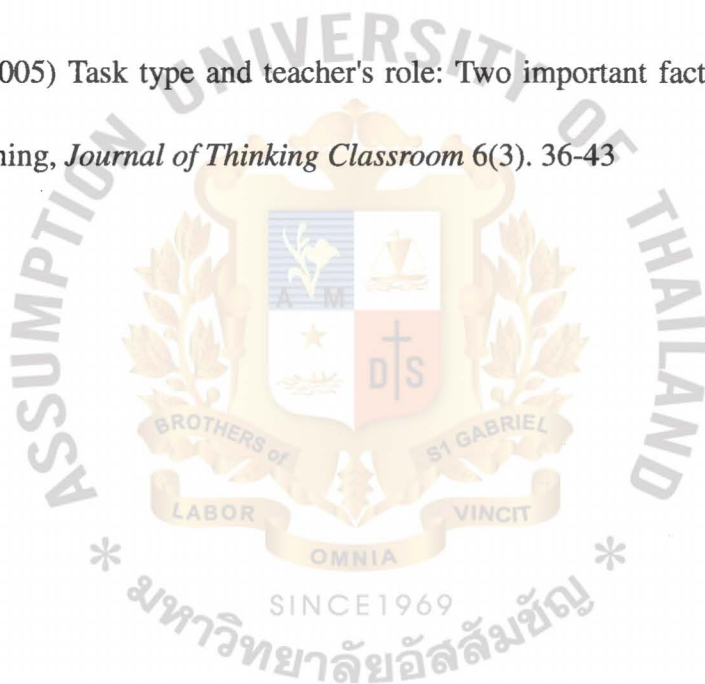 005) Task type and teacher's role: Two important fact
ning, Journal of Thinking Classroom 6(3). 36-43
ASSUMPTION UNIVERSITY OF THAILAND
A M
D S
BROTHERS of
ST GABRIEL
LABOR
VINCIT
OMNIA
* SINCE1969 *
มหาวิทยาลัยอัสสัมชัญ